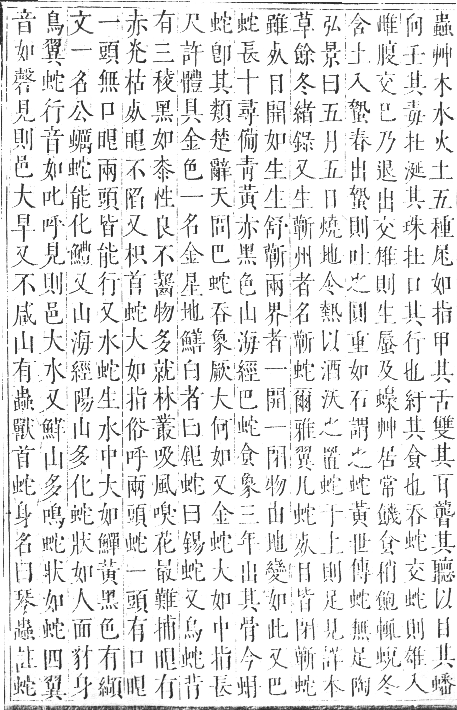 蟲艸木水火土五種尾如指甲其舌雙其耳聾其聽以目其蟠
向壬其毒在涎其珠在口其行也紆其食也吞蛇交蛇則雄入
雌腹交已乃退出交雉則生蜃及蟂艸居常饑食稍飽輒蛻冬
含土入蟄春出蟄則吐之圓重如石謂之蛇黃世傳蛇無足陶
弘景曰五月五日燒地令熱以酒沃之置蛇于上則足見詳本
草餘冬緒錄又生蘄州者名蘄蛇爾雅翼凡蛇死目皆閉蘄蛇
雖死目開如生生舒蘄兩界者一開一閉物出地變如此又巴
蛇長十尋備青黃赤黑色山海經巴蛇食象三年出其骨今蚺
蛇卽其類楚辭天問巴蛇吞象厥大何如又金蛇大如中指長
尺許體具金色一名金星地鱔白者曰銀蛇曰錫蛇又烏蛇背
有三稜黑如桼性良不齧物多就林叢吸風嗅花最難捕眼有
赤光枯死眼不陷又枳首蛇大如指俗呼兩頭蛇一頭有口眼
一頭無口眼兩頭皆能行又水蛇生水中大如鱓黃黑色有纈
文一名公蠣蛇能化鱧又山海經陽山多化蛇狀如人面豺身
鳥翼蛇行音如叱呼見則邑大水又鮮山多鳴蛇狀如蛇四翼
音如磬見則邑大旱又不咸山有蟲獸首蛇身名曰琴蟲註蛇